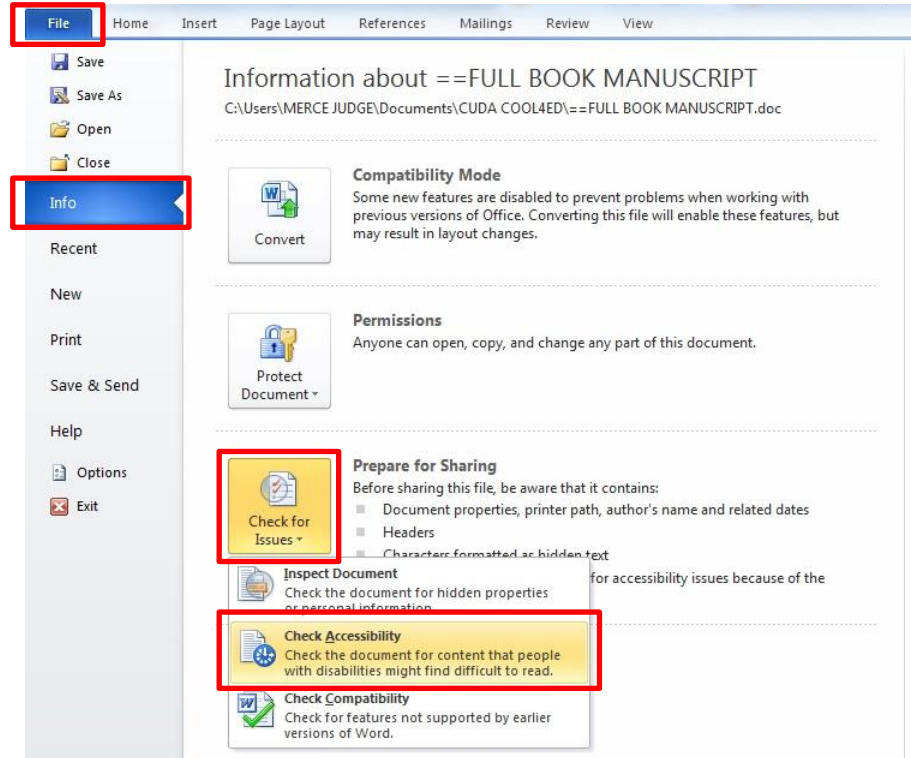 File Home Insert Page Layout References Mailings Review View
Save
Save As
Open
Close
Info
Recent
New
Print
Save & Send
Help
Options
Exit
Information about ==FULL BOOK MANUSCRIPT
C:\Users\MERCE JUDGE\Documents\CUDA COOL4ED\==FULL BOOK MANUSCRIPT.doc
Convert
Compatibility Mode
Some new features are disabled to prevent problems when working with
previous versions of Office. Converting this file will enable these features, but
may result in layout changes.
Protect
Document
Permissions
Anyone can open, copy, and change any part of this document.
Check for
Issues
Prepare for Sharing
Before sharing this file, be aware that it contains:
Document properties, printer path, author's name and related dates
Headers
Characters formatted as hidden text
for accessibility issues because of the
Inspect Document
Check the document for hidden properties
or personal information.
Check Accessibility
Check the document for content that people
with disabilities might find difficult to read.
Check Compatibility
Check for features not supported by earlier
versions of Word.